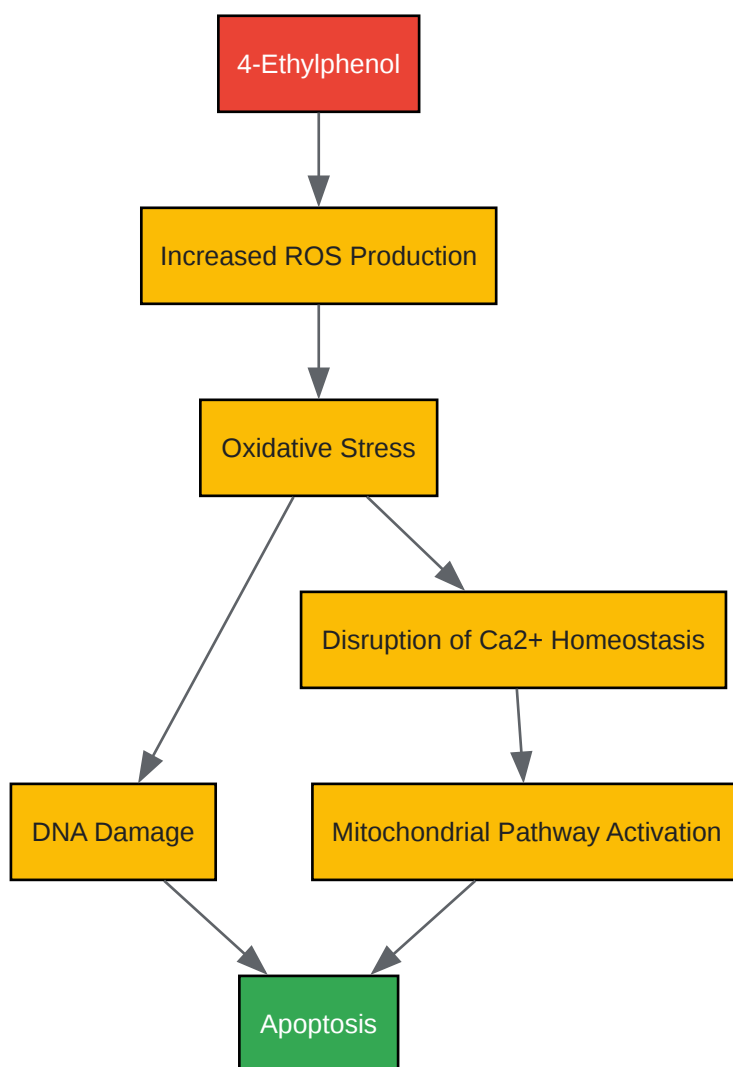 4-Ethylphenol
Increased ROS Production
Oxidative Stress
Disruption of Ca2+ Homeostasis
DNA Damage
Mitochondrial Pathway Activation
Apoptosis